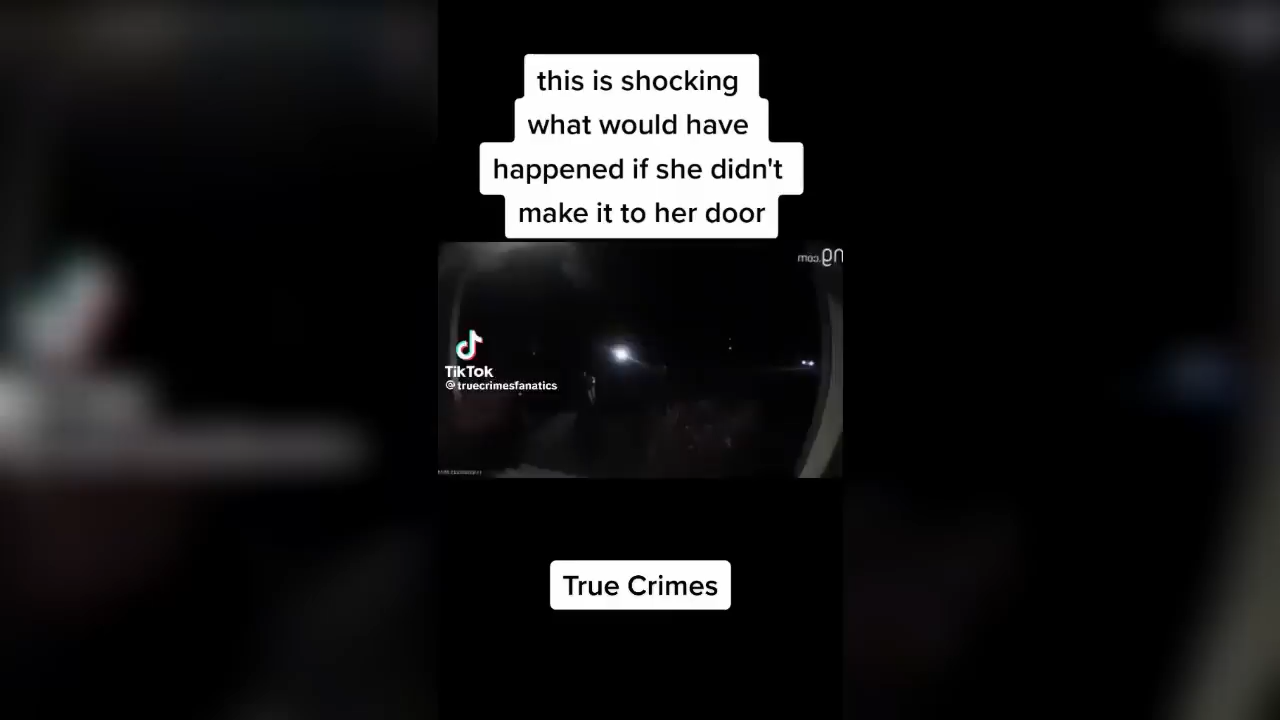 this is shocking
what would have
happened if she didn't
make it to her door
TikTok
@truecrimesfanatics
True Crimes